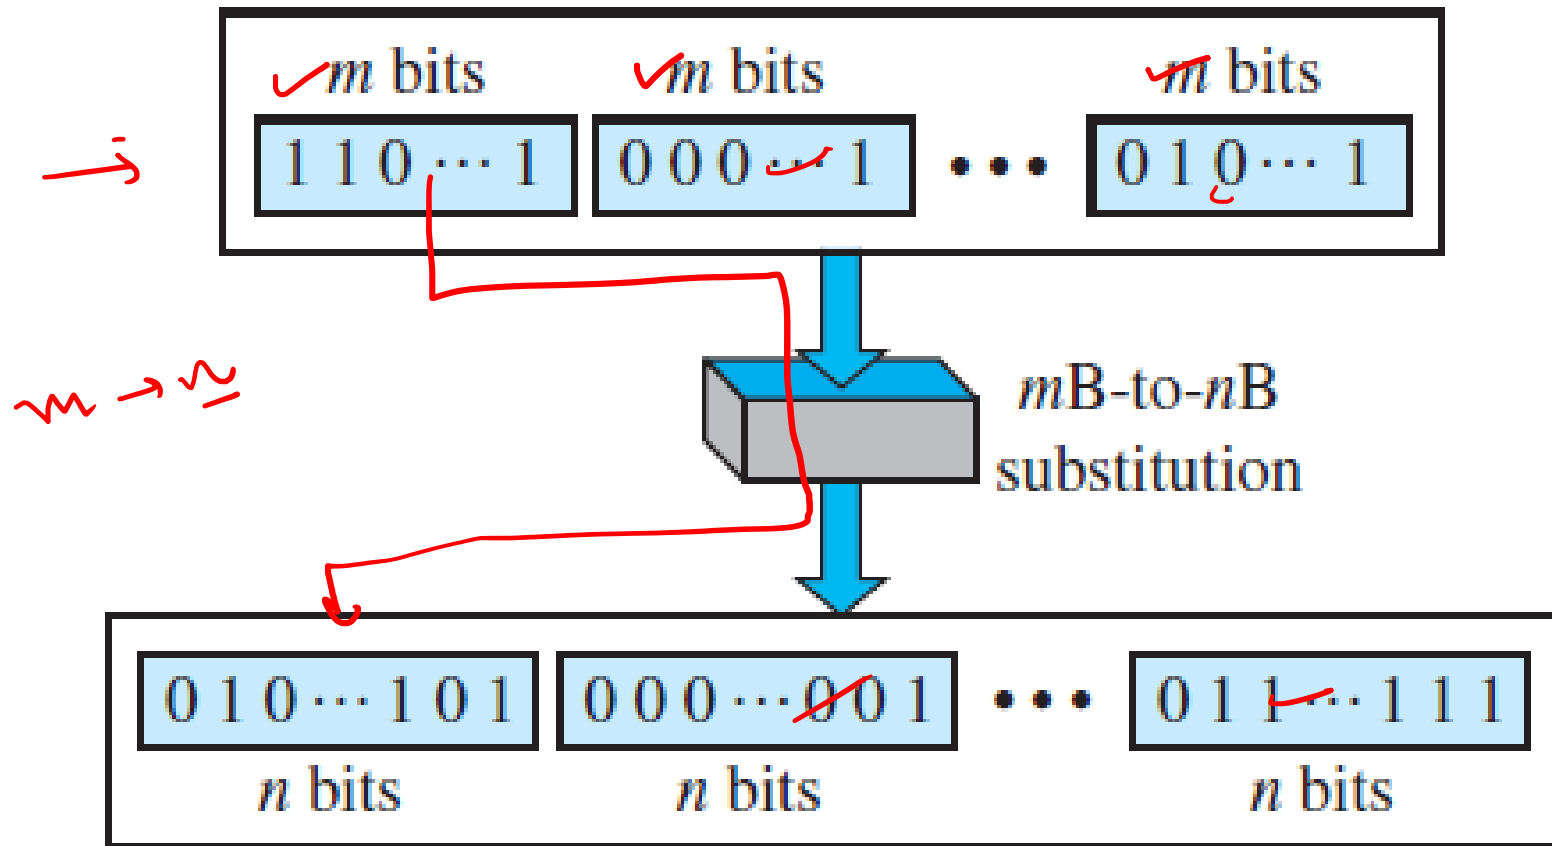 m bits m bits m bits
1 1 0 ··· 1 0 0 0 ··· 1 ••• 0 1 0 ··· 1
m → n
mB-to-nB
substitution
0 1 0 ··· 1 0 1 0 0 0 ··· 0 0 1 ••• 0 1 1 ··· 1 1 1
n bits n bits n bits